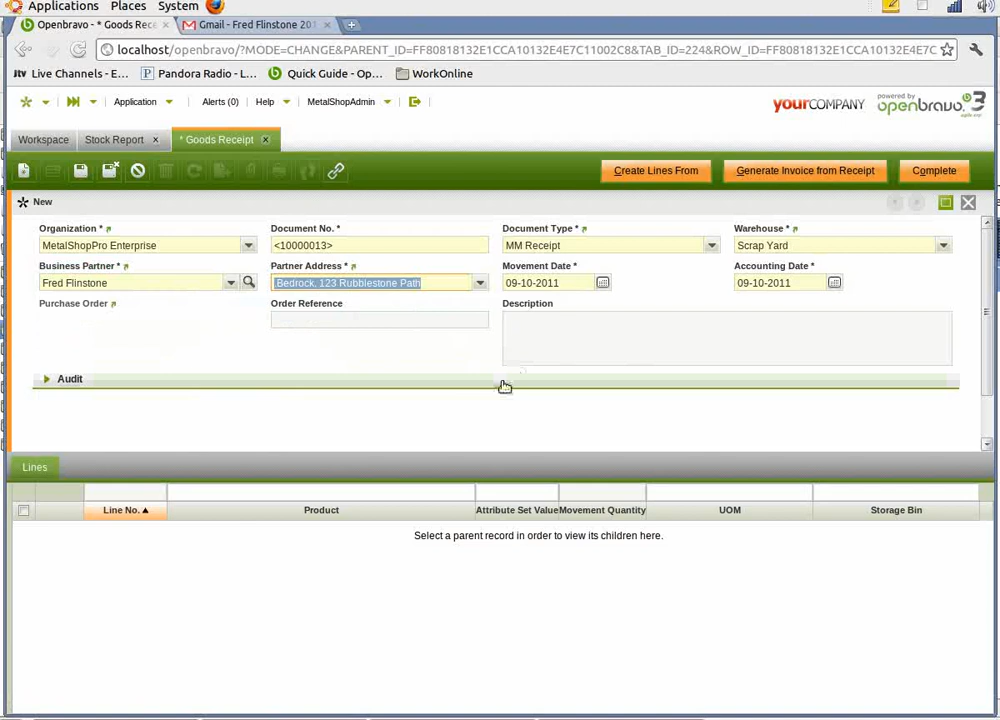 Applications Places System
Openbravo - * Goods Rece
Gmail - Fred Flinstone 201
localhost/openbravo/?MODE=CHANGE&PARENT_ID=FF80818132E1CCA10132E4E7C11002C8&TAB_ID=224&ROW_ID=FF80818132E1CCA10132E4E7C
jtv Live Channels - E...
P Pandora Radio - L...
Quick Guide - Op...
WorkOnline
Application
Alerts (0)
Help
MetalShopAdmin
yourCOMPANY
powered by
openbravo 3
Workspace
Stock Report
* Goods Receipt
Create Lines From
Generate Invoice from Receipt
Complete
New
Organization *
Document No. *
Document Type *
Warehouse *
MetalShopPro Enterprise
<10000013>
MM Receipt
Scrap Yard
Business Partner *
Partner Address *
Movement Date *
Accounting Date *
Fred Flinstone
Bedrock, 123 Rubblestone Path
09-10-2011
09-10-2011
Purchase Order
Order Reference
Description
Audit
Lines
Line No.
Product
Attribute Set Value
Movement Quantity
UOM
Storage Bin
Select a parent record in order to view its children here.